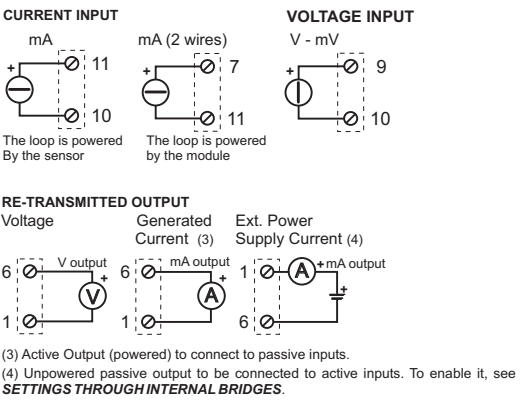 CURRENT INPUT
VOLTAGE INPUT
mA
mA (2 wires)
V - mV
+ 11
+ 7
+ 9
10
11
10
The loop is powered
By the sensor
The loop is powered
by the module
RE-TRANSMITTED OUTPUT
Voltage
Generated
Current (3)
Ext. Power
Supply Current (4)
6 V output +
6 mA output +
1 A + mA output
V
A
+
1
1
6
(3) Active Output (powered) to connect to passive inputs.
(4) Unpowered passive output to be connected to active inputs. To enable it, see
SETTINGS THROUGH INTERNAL BRIDGES.